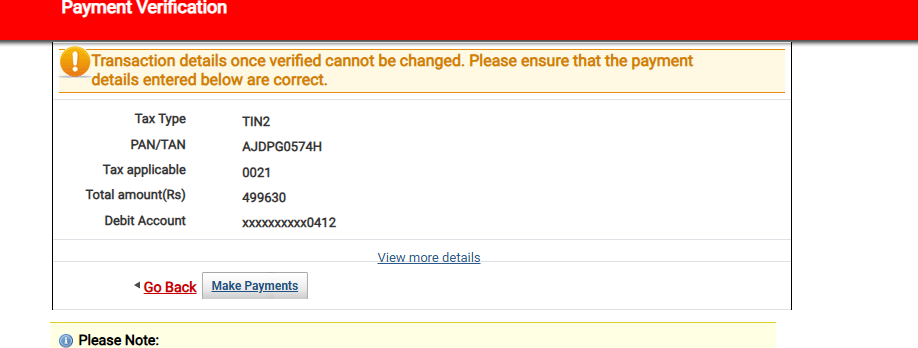 Payment Verification
Transaction details once verified cannot be changed. Please ensure that the payment
details entered below are correct.
Tax Type TIN2
PAN/TAN AJDPG0574H
Tax applicable 0021
Total amount(Rs) 499630
Debit Account xxxxxxxxxx0412
View more details
Go Back Make Payments
Please Note: